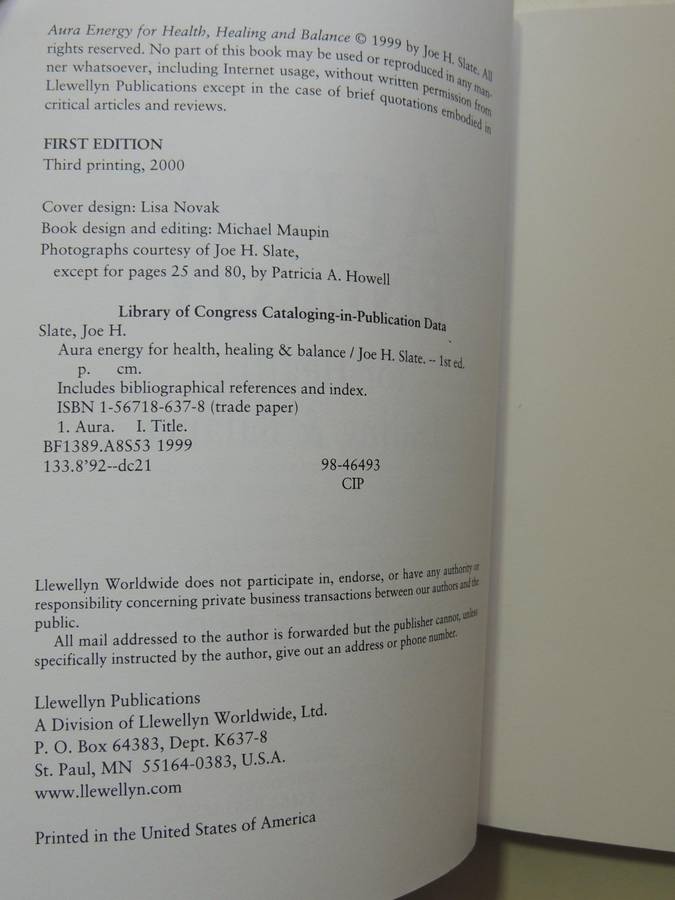 Aura Energy for Health, Healing and Balance © 1999 by Joe H. Slate. All
rights reserved. No part of this book may be used or reproduced in any man-
ner whatsoever, including Internet usage, without written permission from
Llewellyn Publications except in the case of brief quotations embodied in
critical articles and reviews.
FIRST EDITION
Third printing, 2000
Cover design: Lisa Novak
Book design and editing: Michael Maupin
Photographs courtesy of Joe H. Slate,
except for pages 25 and 80, by Patricia A. Howell
Library of Congress Cataloging-in-Publication Data
Slate, Joe H.
Aura energy for health, healing & balance / Joe H. Slate. -- 1st ed.
p. cm.
Includes bibliographical references and index.
ISBN 1-56718-637-8 (trade paper)
1. Aura. I. Title.
BF1389.A8S53 1999
133.8'92--dc21 98-46493
CIP
Llewellyn Worldwide does not participate in, endorse, or have any authority or
responsibility concerning private business transactions between our authors and the
public.
All mail addressed to the author is forwarded but the publisher cannot, unless
specifically instructed by the author, give out an address or phone number.
Llewellyn Publications
A Division of Llewellyn Worldwide, Ltd.
P. O. Box 64383, Dept. K637-8
St. Paul, MN 55164-0383, U.S.A.
www.llewellyn.com
Printed in the United States of America